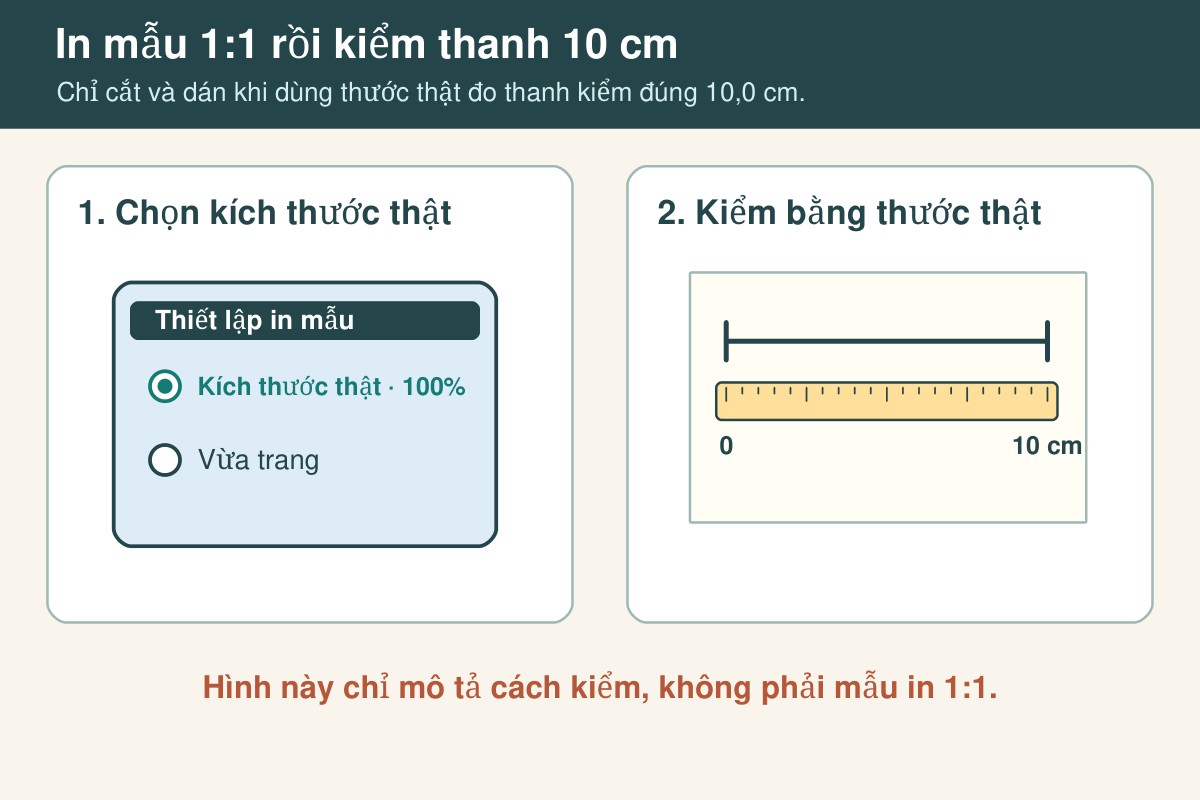 In mẫu 1:1 rồi kiểm thanh 10 cm
Chỉ cắt và dán khi dùng thước thật đo thanh kiểm đúng 10,0 cm.
1. Chọn kích thước thật
Thiết lập in mẫu
Kích thước thật · 100%
Vừa trang
2. Kiểm bằng thước thật
0
10 cm
Hình này chỉ mô tả cách kiểm, không phải mẫu in 1:1.